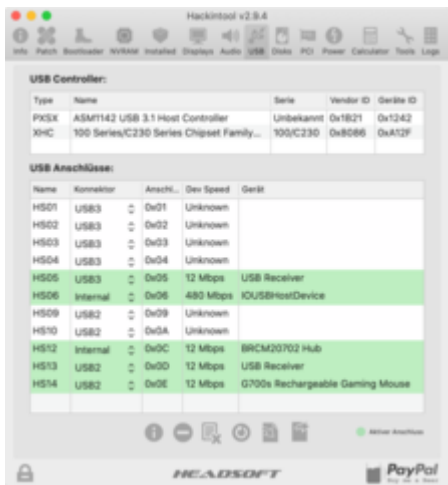 Hackintool v2.9.4
Info Patch Bootloader NVRAM Installed Displays Audio USB Disks PCI Power Calculator Tools Logs
USB Controller:
Type Name Serie Vendor ID Geräte ID
PXSX ASM1142 USB 3.1 Host Controller Unbekannt 0x1B21 0x1242
XHC 100 Series/C230 Series Chipset Family... 100/C230 0x8086 0xA12F
USB Anschlüsse:
Name Konnektor Anschl... Dev Speed Gerät
HS01 USB3 0x01 Unknown
HS02 USB3 0x02 Unknown
HS03 USB3 0x03 Unknown
HS04 USB3 0x04 Unknown
HS05 USB3 0x05 12 Mbps USB Receiver
HS06 Internal 0x06 480 Mbps IOUSBHostDevice
HS09 USB2 0x09 Unknown
HS10 USB2 0x0A Unknown
HS12 Internal 0x0C 12 Mbps BRCM20702 Hub
HS13 USB2 0x0D 12 Mbps USB Receiver
HS14 USB2 0x0E 12 Mbps G700s Rechargeable Gaming Mouse
Aktiver Anschluss
HEADSOFT
PayPal
Buy me a Beer